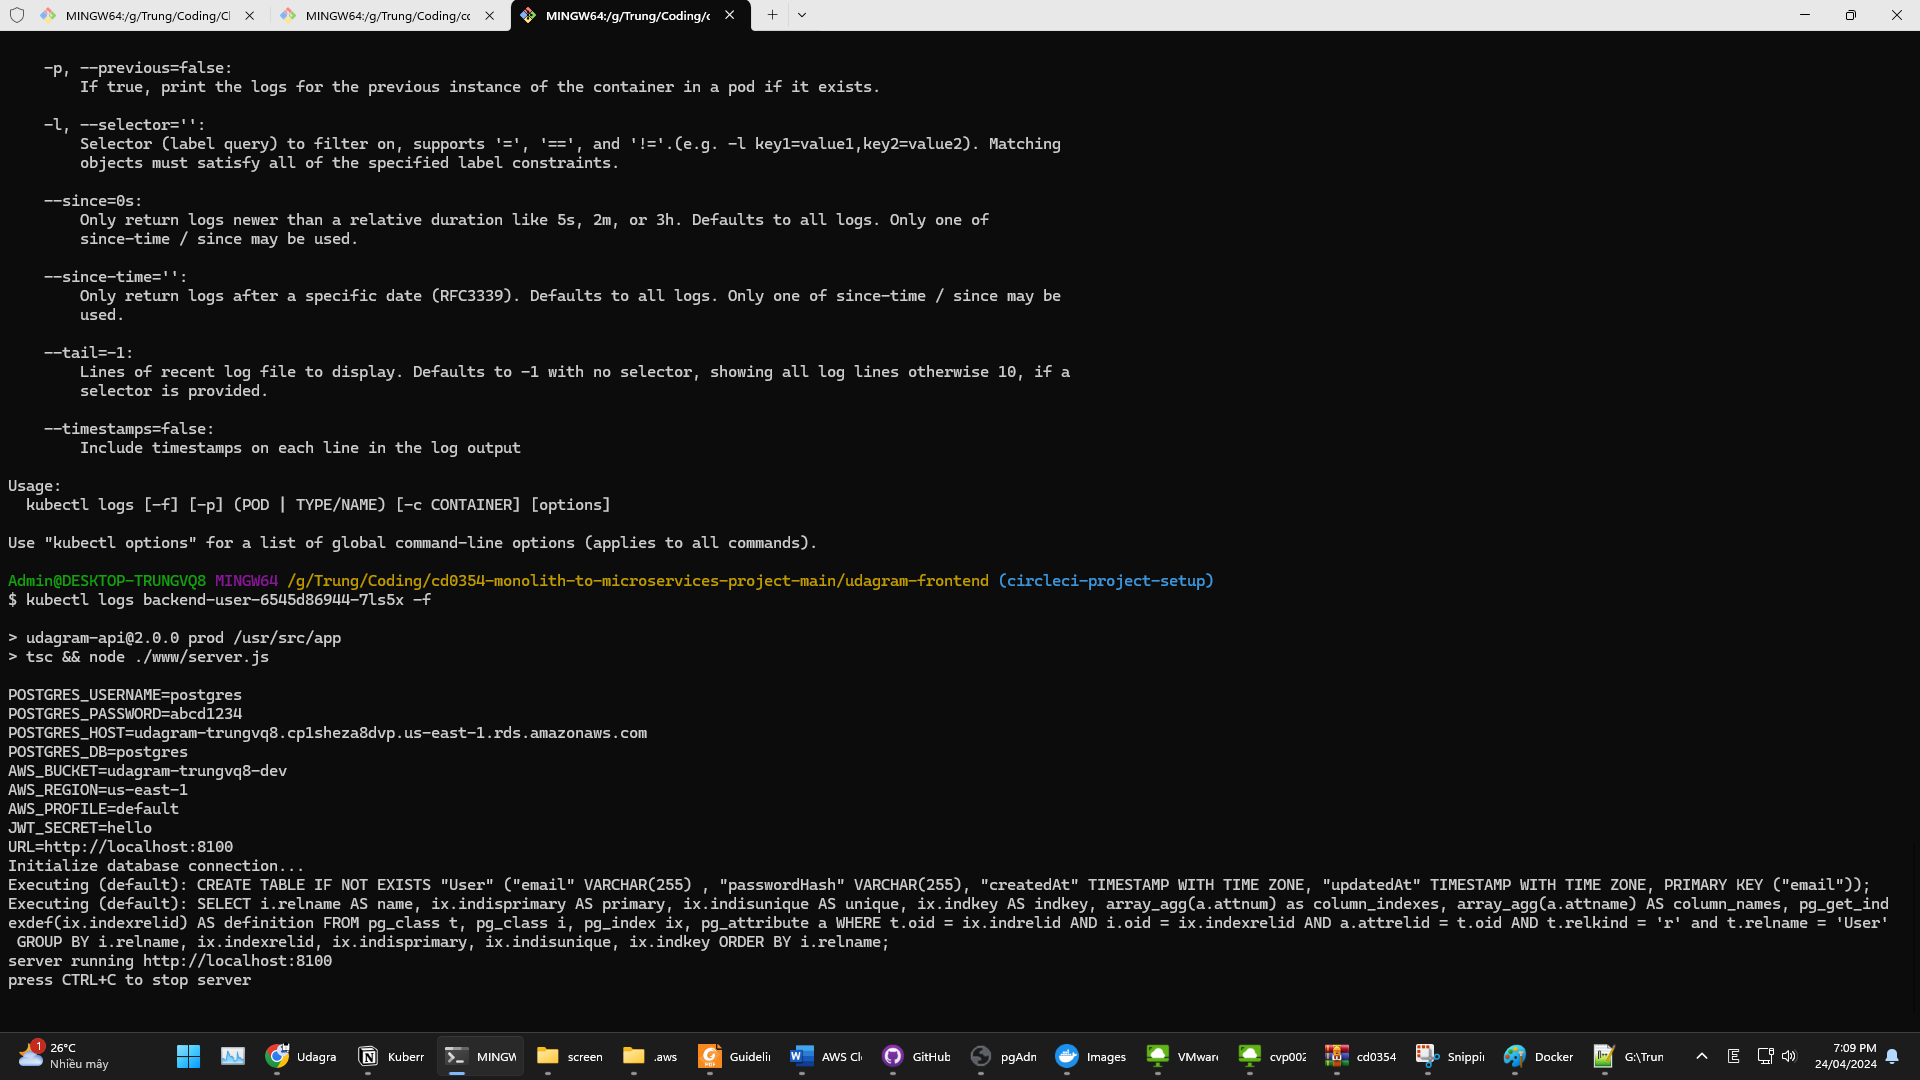 MINGW64:/g/Trung/Coding/Cl
MINGW64:/g/Trung/Coding/cc
MINGW64:/g/Trung/Coding/c
-p, --previous=false:
If true, print the logs for the previous instance of the container in a pod if it exists.
-l, --selector='':
Selector (label query) to filter on, supports '=', '==', and '!='.(e.g. -l key1=value1,key2=value2). Matching
objects must satisfy all of the specified label constraints.
--since=0s:
Only return logs newer than a relative duration like 5s, 2m, or 3h. Defaults to all logs. Only one of
since-time / since may be used.
--since-time='':
Only return logs after a specific date (RFC3339). Defaults to all logs. Only one of since-time / since may be
used.
--tail=-1:
Lines of recent log file to display. Defaults to -1 with no selector, showing all log lines otherwise 10, if a
selector is provided.
--timestamps=false:
Include timestamps on each line in the log output
Usage:
kubectl logs [-f] [-p] (POD | TYPE/NAME) [-c CONTAINER] [options]
Use "kubectl options" for a list of global command-line options (applies to all commands).
Admin@DESKTOP-TRUNGVQ8 MINGW64 /g/Trung/Coding/cd0354-monolith-to-microservices-project-main/udagram-frontend (circleci-project-setup)
$ kubectl logs backend-user-6545d86944-7ls5x -f
> udagram-api@2.0.0 prod /usr/src/app
> tsc && node ./www/server.js
POSTGRES_USERNAME=postgres
POSTGRES_PASSWORD=abcd1234
POSTGRES_HOST=udagram-trungvq8.cp1sheza8dvp.us-east-1.rds.amazonaws.com
POSTGRES_DB=postgres
AWS_BUCKET=udagram-trungvq8-dev
AWS_REGION=us-east-1
AWS_PROFILE=default
JWT_SECRET=hello
URL=http://localhost:8100
Initialize database connection...
Executing (default): CREATE TABLE IF NOT EXISTS "User" ("email" VARCHAR(255) , "passwordHash" VARCHAR(255), "createdAt" TIMESTAMP WITH TIME ZONE, "updatedAt" TIMESTAMP WITH TIME ZONE, PRIMARY KEY ("email"));
Executing (default): SELECT i.relname AS name, ix.indisprimary AS primary, ix.indisunique AS unique, ix.indkey AS indkey, array_agg(a.attnum) as column_indexes, array_agg(a.attname) AS column_names, pg_get_ind
exdef(ix.indexrelid) AS definition FROM pg_class t, pg_class i, pg_index ix, pg_attribute a WHERE t.oid = ix.indrelid AND i.oid = ix.indexrelid AND a.attrelid = t.oid AND t.relkind = 'r' and t.relname = 'User'
GROUP BY i.relname, ix.indexrelid, ix.indisprimary, ix.indisunique, ix.indkey ORDER BY i.relname;
server running http://localhost:8100
press CTRL+C to stop server
1
26°C
Nhiều mây
Udagra
Kuberr
MINGW
screen
.aws
Guideli
AWS Cl
GitHub
pgAdn
Images
VMware
cvp002
cd0354
Snippi
Docker
G:\Trun
E
7:09 PM
24/04/2024